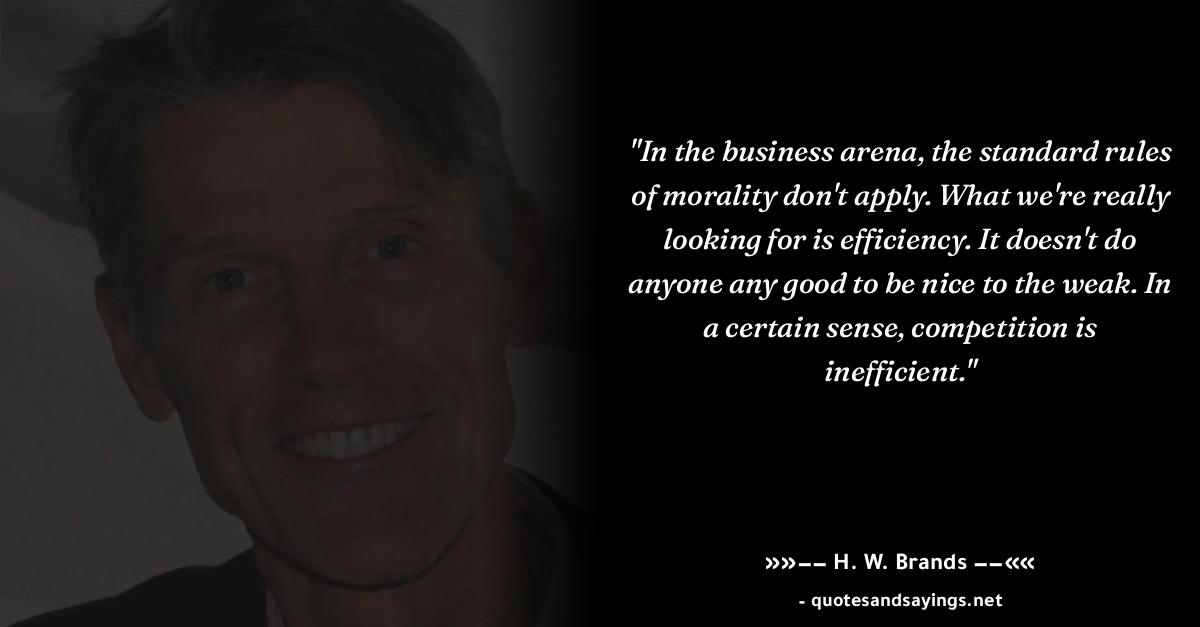 "In the business arena, the standard rules
of morality don't apply. What we're really
looking for is efficiency. It doesn't do
anyone any good to be nice to the weak. In
a certain sense, competition is
inefficient."
»»–– H. W. Brands ––««
- quotesandsayings.net